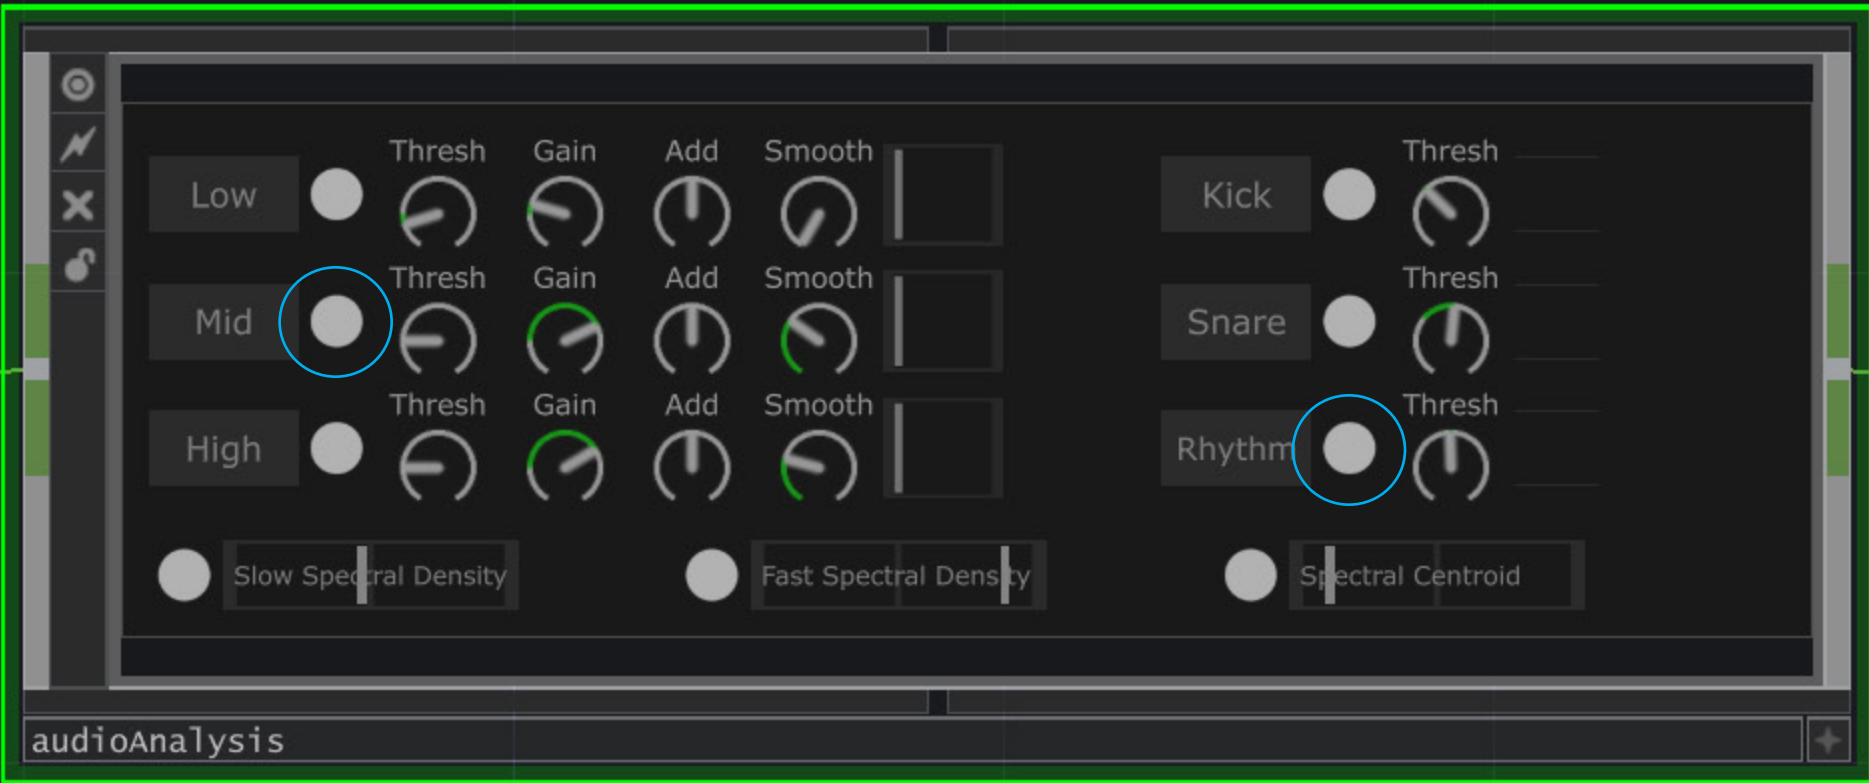 Thresh Gain Add Smooth Thresh
Low Kick
Thresh Gain Add Smooth Thresh
Mid Snare
Thresh Gain Add Smooth Thresh
High Rhythm
Slow Spectral Density Fast Spectral Density Spectral Centroid
audioAnalysis